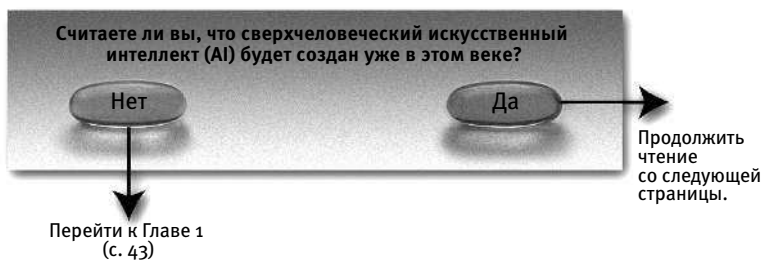 Считаете ли вы, что сверхчеловеческий искусственный
интеллект (AI) будет создан уже в этом веке?
Нет
Да
Продолжить
чтение
со следующей
страницы.
Перейти к Главе 1
(с. 43)